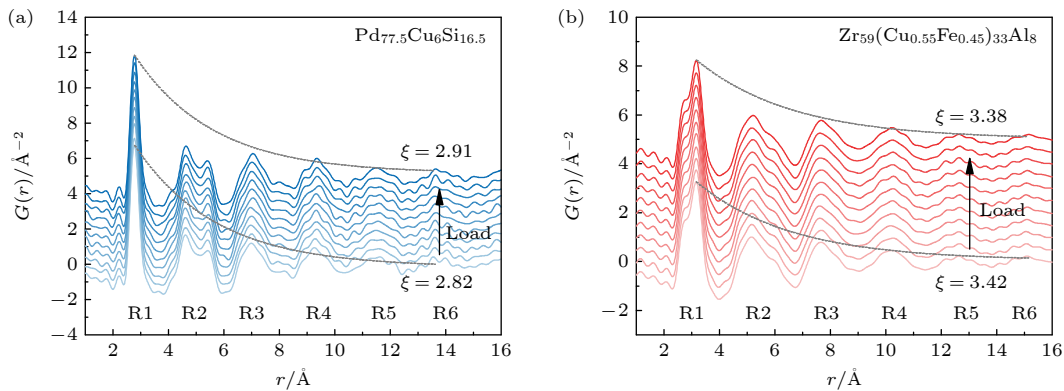 (a)
Pd77.5Cu6Si16.5
14
12
10
8
6
4
2
0
−2
−4
G(r)/Å−2
ξ = 2.91
Load
ξ = 2.82
R1 R2 R3 R4 R5 R6
2 4 6 8 10 12 14 16
r/Å
(b)
Zr59(Cu0.55Fe0.45)33Al8
10
8
6
4
2
0
−2
G(r)/Å−2
ξ = 3.38
Load
ξ = 3.42
R1 R2 R3 R4 R5 R6
2 4 6 8 10 12 14 16
r/Å